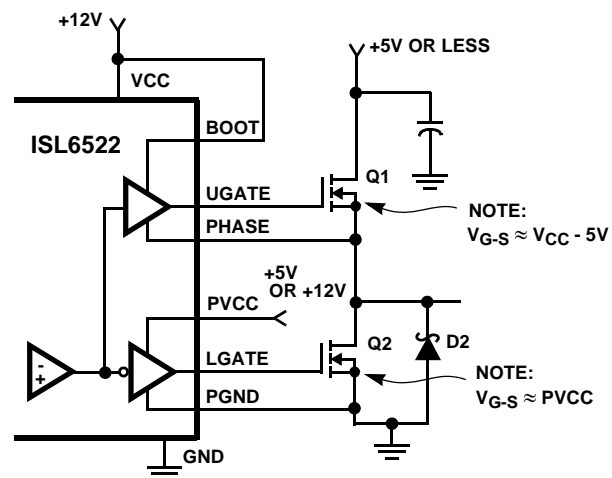 +12V
+5V OR LESS
VCC
BOOT
ISL6522
Q1
UGATE
NOTE:
VG-S ≈ VCC - 5V
PHASE
+5V
OR +12V
PVCC
Q2
D2
LGATE
NOTE:
VG-S ≈ PVCC
-
+
PGND
GND